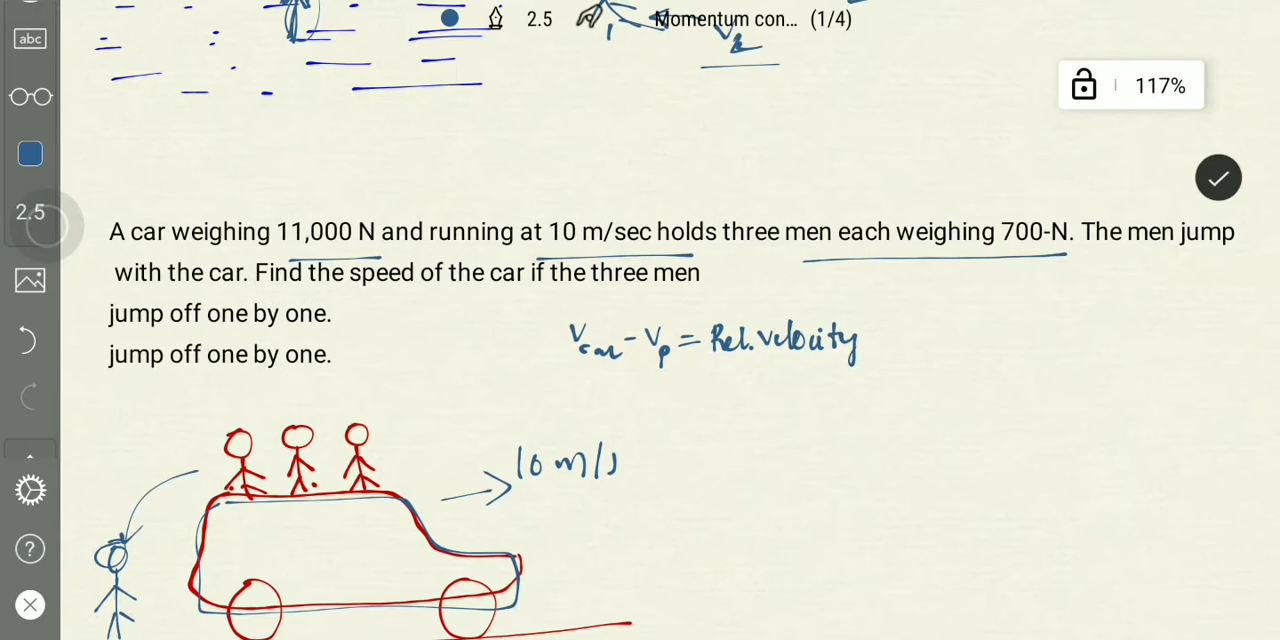 2.5 Momentum con... (1/4)
V₂
abc
117%
2.5
A car weighing 11,000 N and running at 10 m/sec holds three men each weighing 700-N. The men jump
with the car. Find the speed of the car if the three men
jump off one by one.
jump off one by one.
Vcar - Vp = Rel. velocity
10 m/s
?